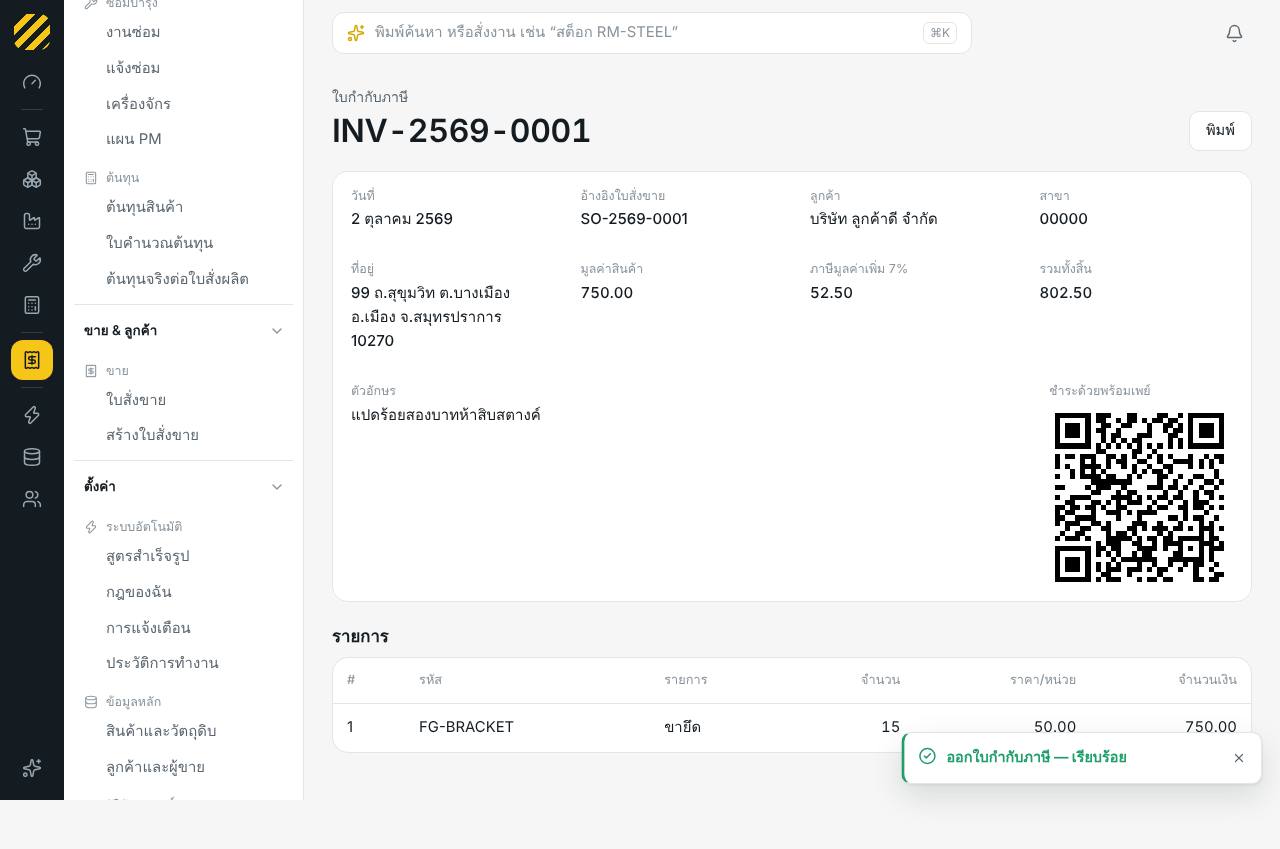 ซ่อมบำรุง
งานซ่อม
แจ้งซ่อม
เครื่องจักร
แผน PM
ต้นทุน
ต้นทุนสินค้า
ใบคำนวณต้นทุน
ต้นทุนจริงต่อใบสั่งผลิต
ขาย & ลูกค้า
ขาย
ใบสั่งขาย
สร้างใบสั่งขาย
ตั้งค่า
ระบบอัตโนมัติ
สูตรสำเร็จรูป
กฎของฉัน
การแจ้งเตือน
ประวัติการทำงาน
ข้อมูลหลัก
สินค้าและวัตถุดิบ
ลูกค้าและผู้ขาย
พิมพ์ค้นหา หรือสั่งงาน เช่น “สต็อก RM-STEEL” ⌘K
ใบกำกับภาษี
INV-2569-0001
พิมพ์
วันที่ อ้างอิงใบสั่งขาย ลูกค้า สาขา
2 ตุลาคม 2569 SO-2569-0001 บริษัท ลูกค้าดี จำกัด 00000
ที่อยู่ มูลค่าสินค้า ภาษีมูลค่าเพิ่ม 7% รวมทั้งสิ้น
99 ถ.สุขุมวิท ต.บางเมือง 750.00 52.50 802.50
อ.เมือง จ.สมุทรปราการ
10270
ตัวอักษร ชำระด้วยพร้อมเพย์
แปดร้อยสองบาทห้าสิบสตางค์
รายการ
# รหัส รายการ จำนวน ราคา/หน่วย จำนวนเงิน
1 FG-BRACKET ขายึด 15 50.00 750.00
ออกใบกำกับภาษี — เรียบร้อย